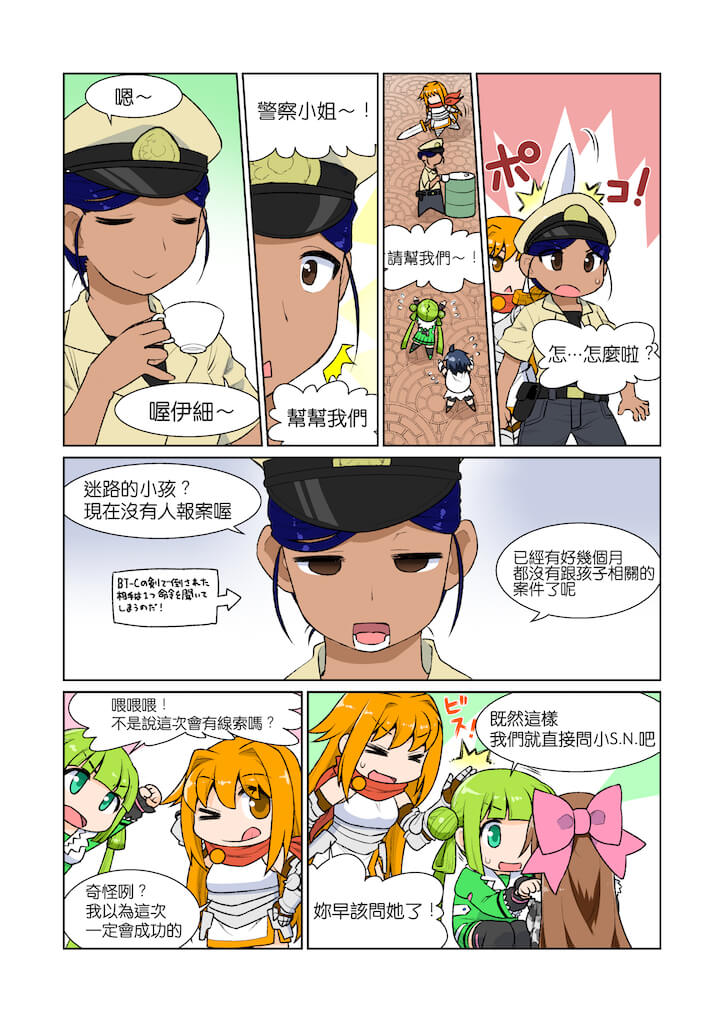 嗯～
喔伊細～
警察小姐～！
幫幫我們
請幫我們～！
ポコ！
怎…怎麼啦？
迷路的小孩？
現在沒有人報案喔
BT-Cの剣で倒された
相手は1つ命令を聞いて
しまうのだ！
已經有好幾個月
都沒有跟孩子相關的
案件了呢
喂喂喂！
不是說這次會有線索嗎？
奇怪咧？
我以為這次
一定會成功的
ビス！
既然這樣
我們就直接問小S.N.吧
妳早該問她了！